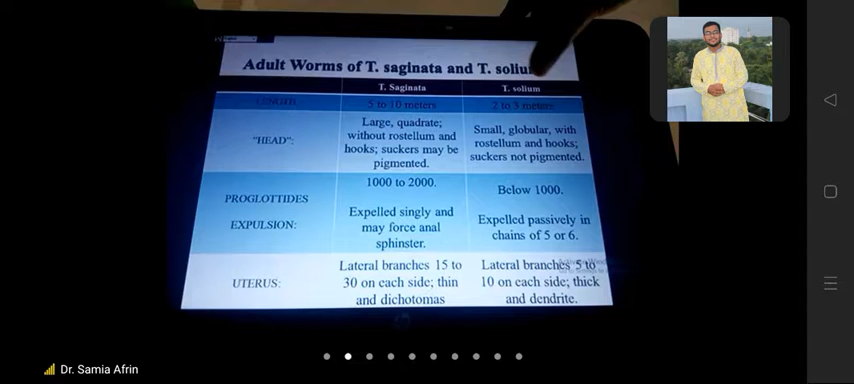 Adult Worms of T. saginata and T. solium
T. Saginata
T. solium
LENGTH
5 to 10 meters
2 to 3 meters
"HEAD":
Large, quadrate;
without rostellum and
hooks; suckers may be
pigmented.
Small, globular, with
rostellum and hooks;
suckers not pigmented.
PROGLOTTIDES
1000 to 2000.
Below 1000.
EXPULSION:
Expelled singly and
may force anal
sphinster.
Expelled passively in
chains of 5 or 6.
UTERUS:
Lateral branches 15 to
30 on each side; thin
and dichotomas
Lateral branches 5 to
10 on each side; thick
and dendrite.
Dr. Samia Afrin